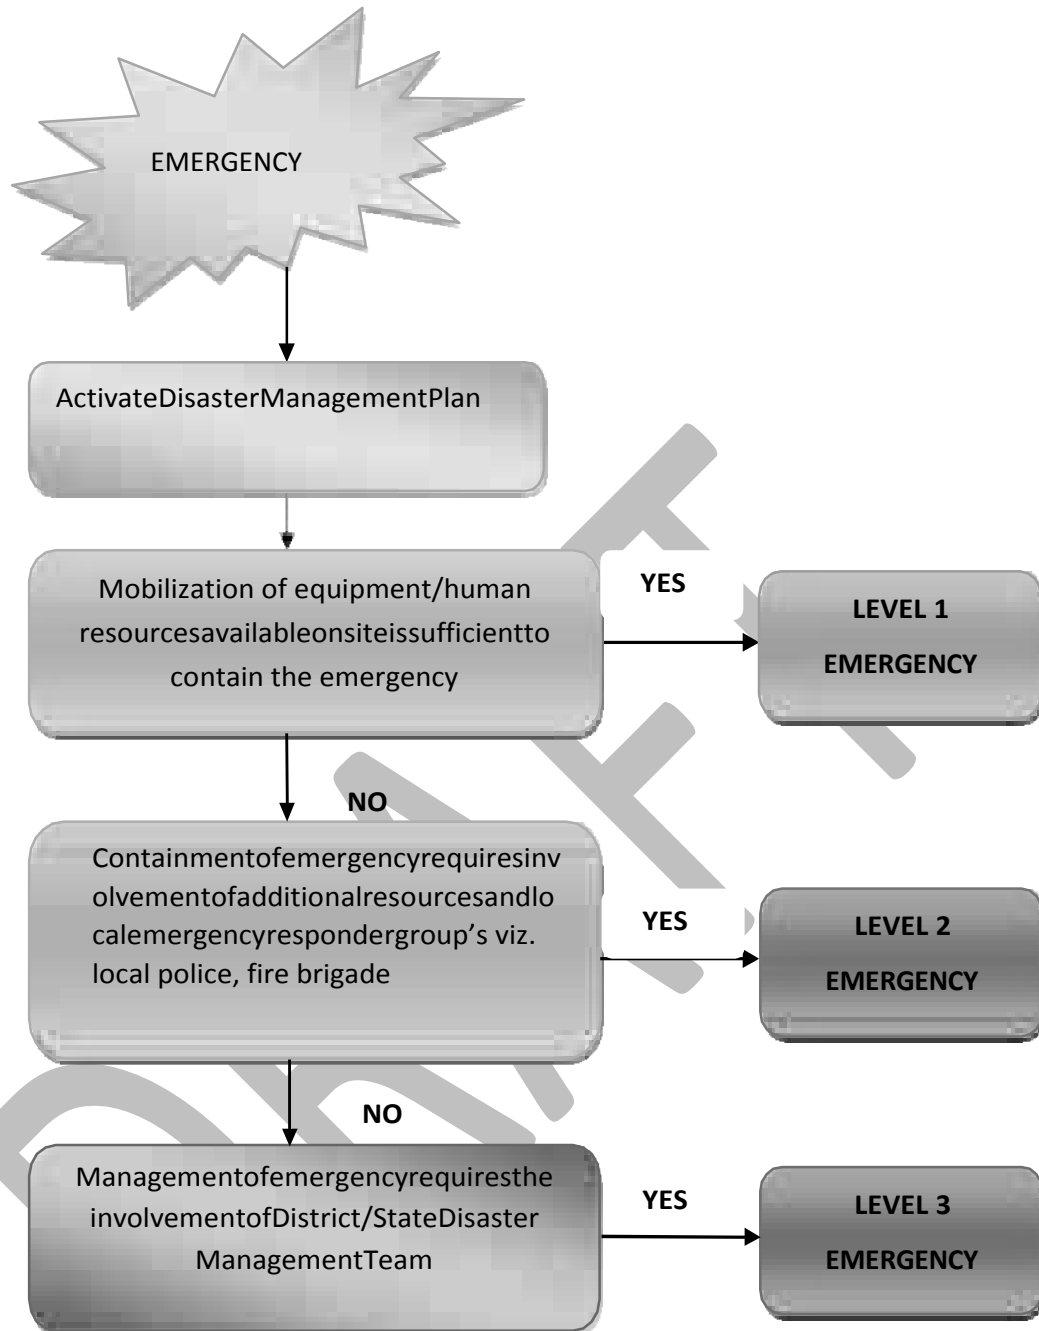 EMERGENCY
ActivateDisasterManagementPlan
Mobilization of equipment/human
resourcesavailableonsiteissufficientto
contain the emergency
YES
LEVEL 1
EMERGENCY
NO
Containmentofemergencyrequiresinv
olvementofadditionalresourcesandlo
calemergencyrespondergroup’s viz.
local police, fire brigade
YES
LEVEL 2
EMERGENCY
NO
Managementofemergencyrequiresthe
involvementofDistrict/StateDisaster
ManagementTeam
YES
LEVEL 3
EMERGENCY
DRAFT